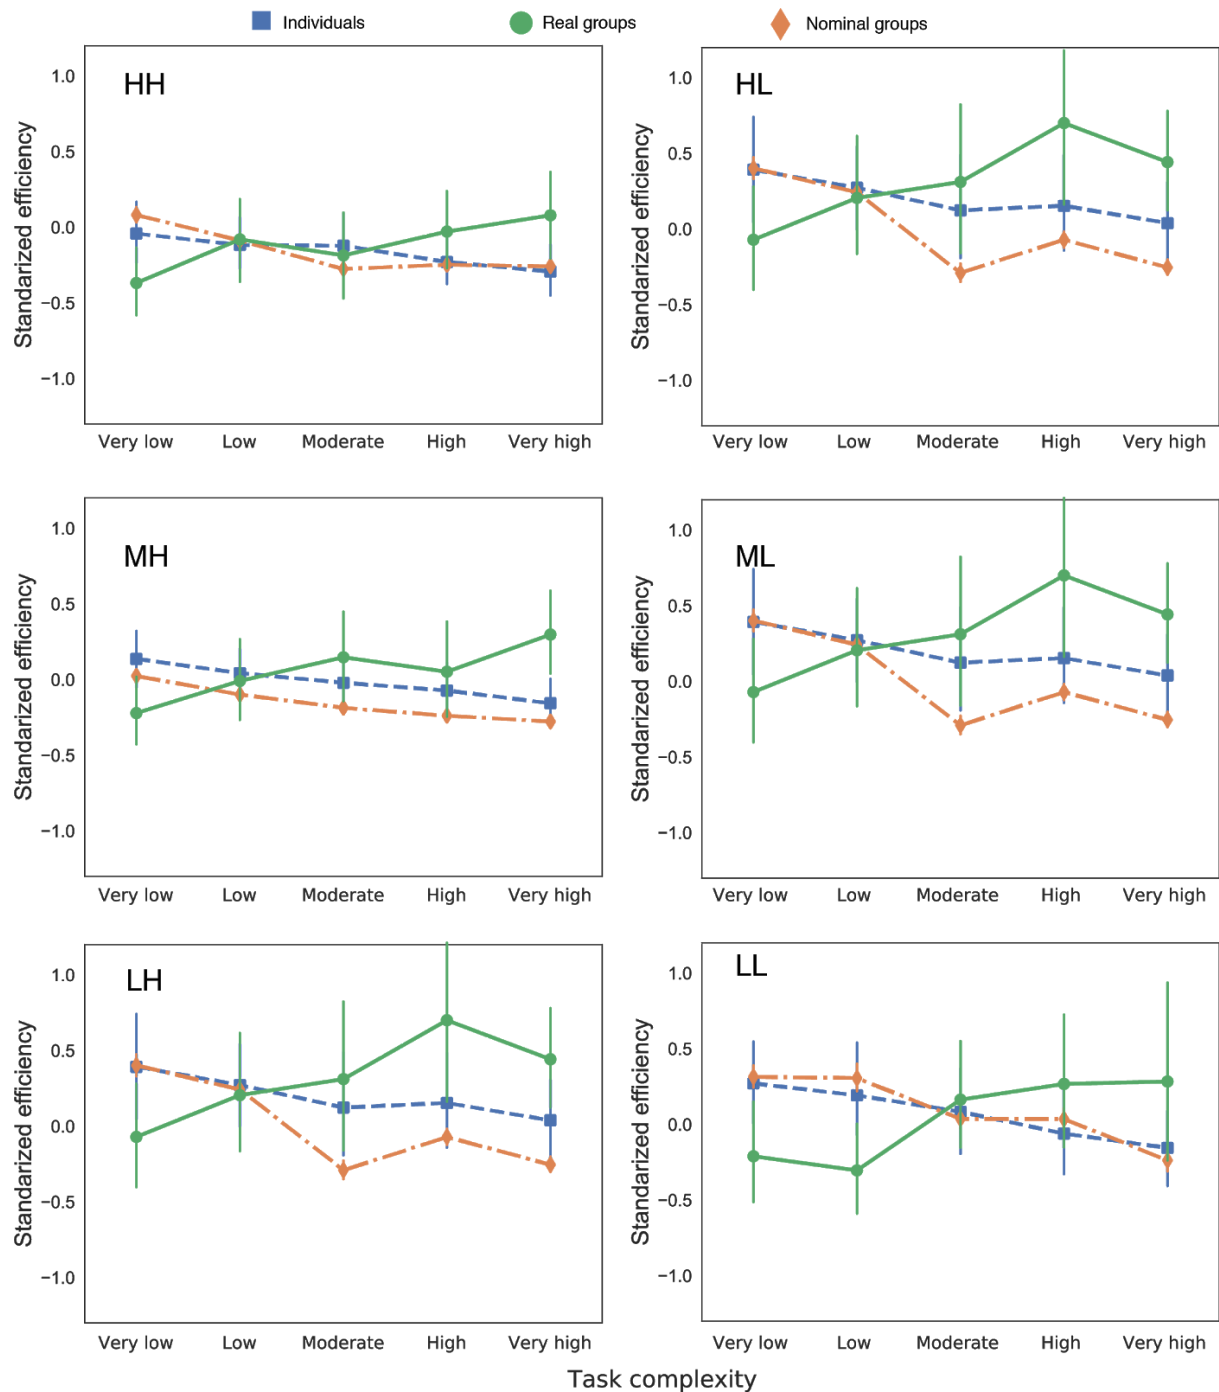 Individuals Real groups Nominal groups
HH
Standarized efficiency
1.0
0.5
0.0
−0.5
−1.0
Very low Low Moderate High Very high
HL
Standarized efficiency
1.0
0.5
0.0
−0.5
−1.0
Very low Low Moderate High Very high
MH
Standarized efficiency
1.0
0.5
0.0
−0.5
−1.0
Very low Low Moderate High Very high
ML
Standarized efficiency
1.0
0.5
0.0
−0.5
−1.0
Very low Low Moderate High Very high
LH
Standarized efficiency
1.0
0.5
0.0
−0.5
−1.0
Very low Low Moderate High Very high
LL
Standarized efficiency
1.0
0.5
0.0
−0.5
−1.0
Very low Low Moderate High Very high
Task complexity